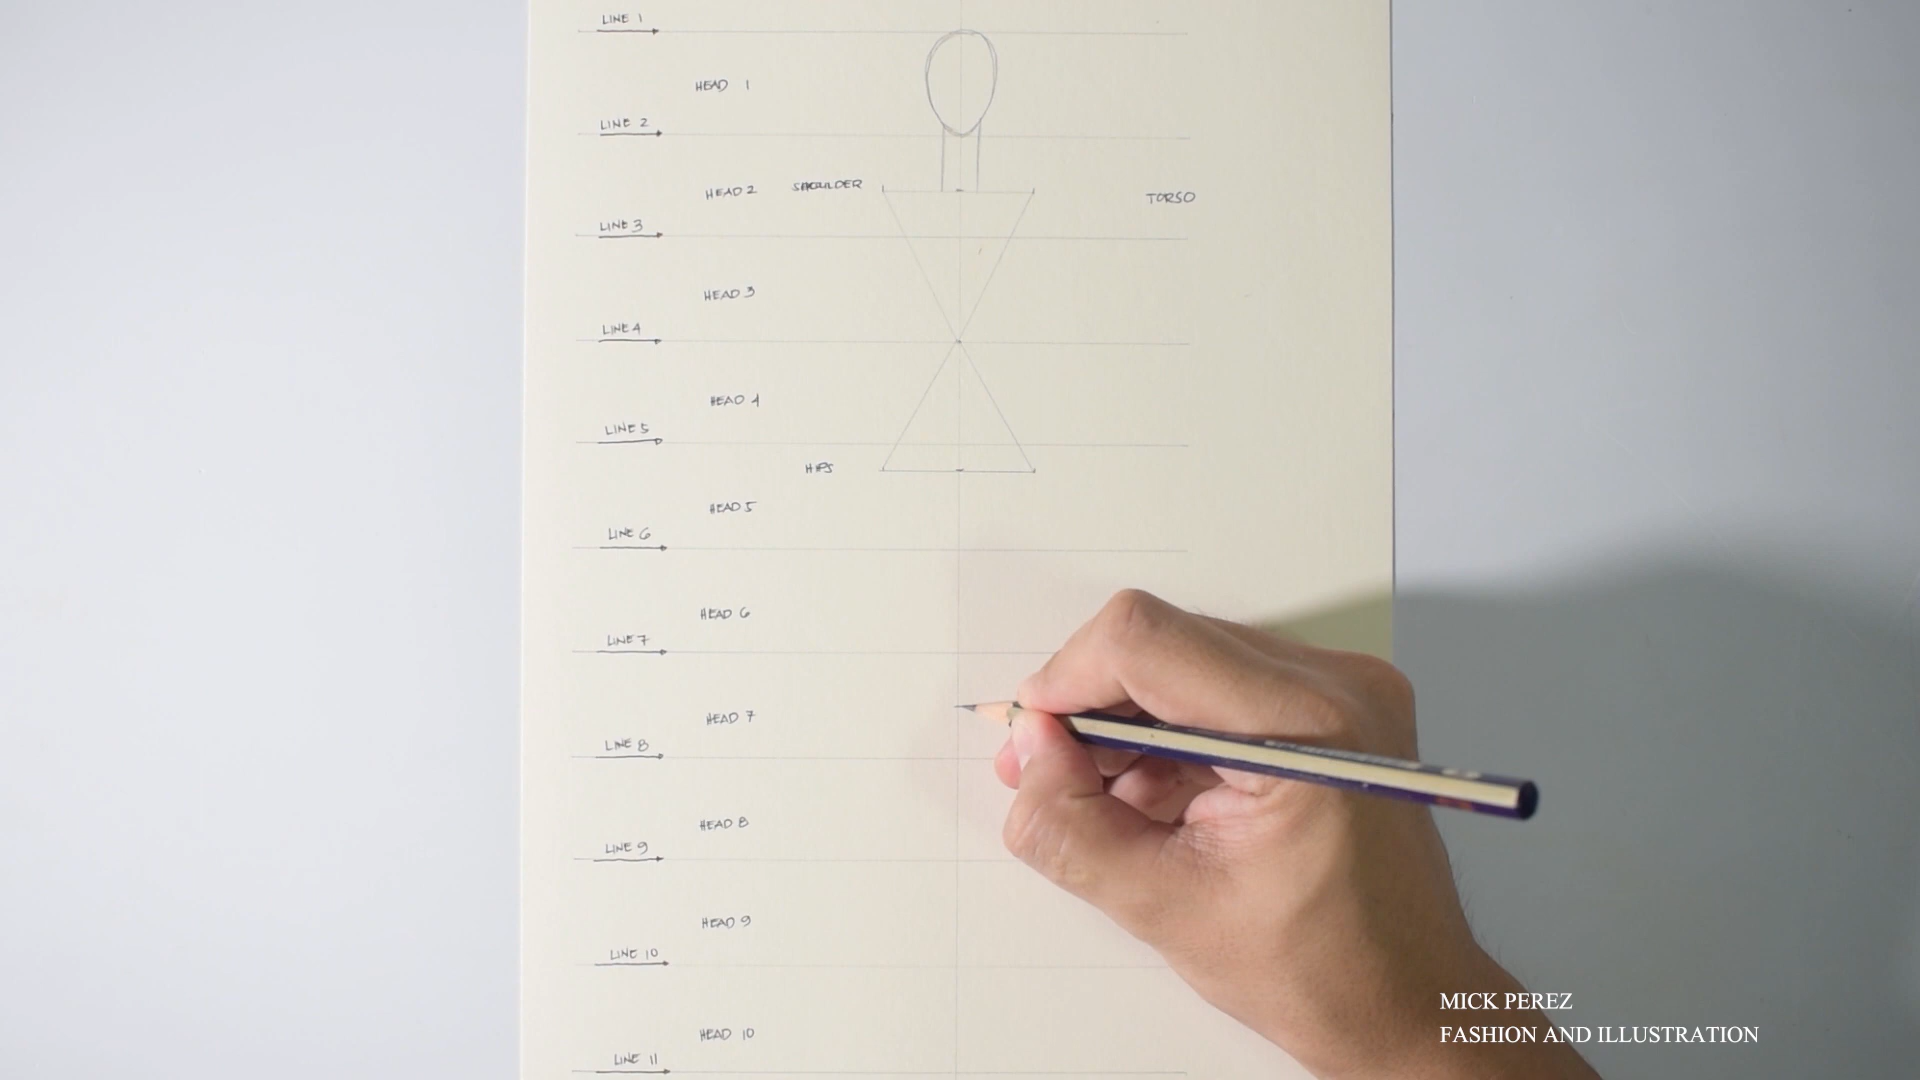 LINE 1
HEAD 1
LINE 2
HEAD 2 SHOULDER TORSO
LINE 3
HEAD 3
LINE 4
HEAD 4
LINE 5
HIPS
HEAD 5
LINE 6
HEAD 6
LINE 7
HEAD 7
LINE 8
HEAD 8
LINE 9
HEAD 9
LINE 10
HEAD 10
LINE 11
MICK PEREZ
FASHION AND ILLUSTRATION